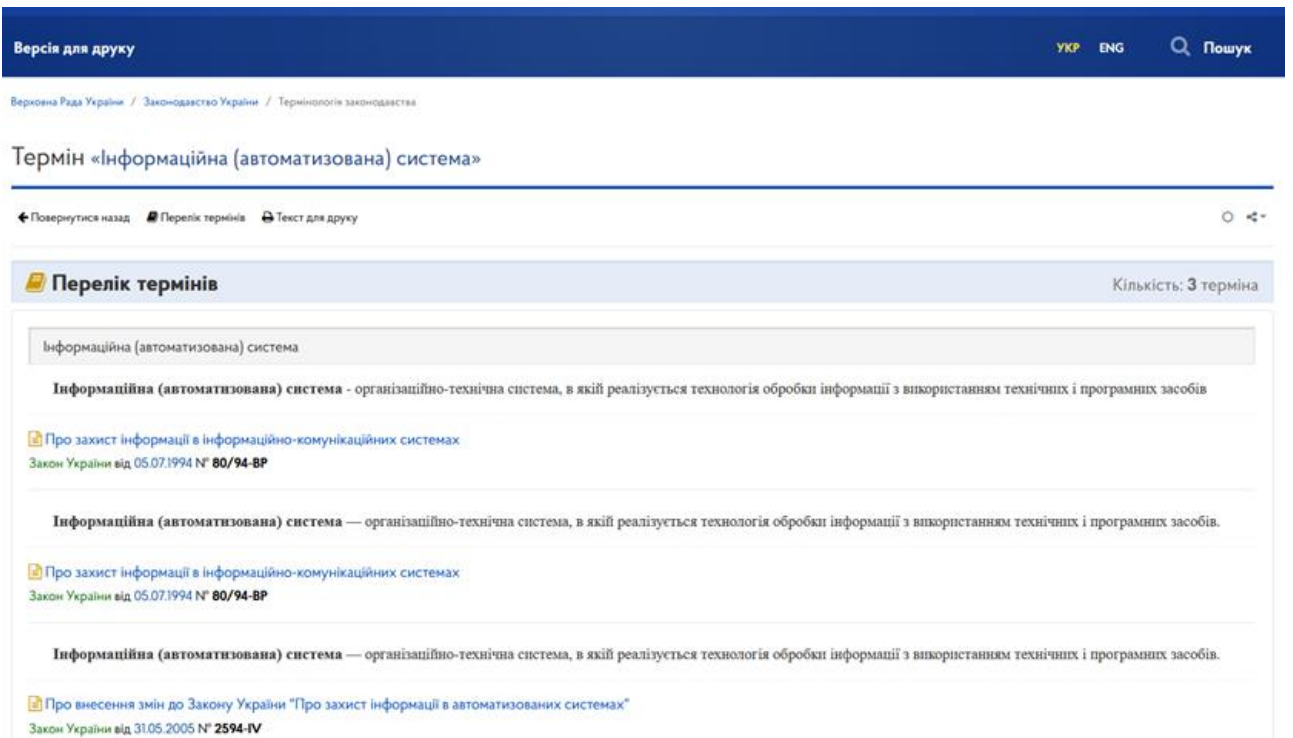 Версія для друку УКР ENG Пошук
Верховна Рада України / Законодавство України / Термінологія законодавства
Термін «Інформаційна (автоматизована) система»
Повернутися назад Перелік термінів Текст для друку
Перелік термінів Кількість: 3 терміна
Інформаційна (автоматизована) система
Інформаційна (автоматизована) система - організаційно-технічна система, в якій реалізується технологія обробки інформації з використанням технічних і програмних засобів
Про захист інформації в інформаційно-комунікаційних системах
Закон України від 05.07.1994 № 80/94-ВР
Інформаційна (автоматизована) система — організаційно-технічна система, в якій реалізується технологія обробки інформації з використанням технічних і програмних засобів.
Про захист інформації в інформаційно-комунікаційних системах
Закон України від 05.07.1994 № 80/94-ВР
Інформаційна (автоматизована) система — організаційно-технічна система, в якій реалізується технологія обробки інформації з використанням технічних і програмних засобів.
Про внесення змін до Закону України "Про захист інформації в автоматизованих системах"
Закон України від 31.05.2005 № 2594-IV